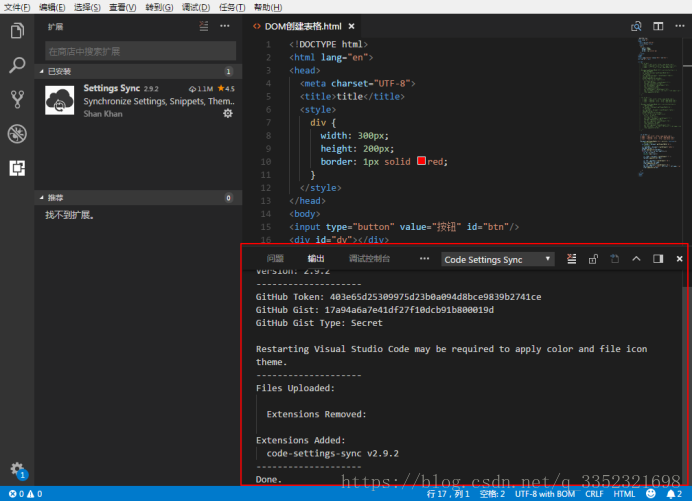 文件(F) 编辑(E) 选择(S) 查看(V) 转到(G) 调试(D) 任务(T) 帮助(H)
扩展
在商店中搜索扩展
已安装 1
Settings Sync 2.9.2 1.1M 4.5
Synchronize Settings, Snippets, Them...
Shan Khan
推荐 0
找不到扩展。
DOM创建表格.html
1 <!DOCTYPE html>
2 <html lang="en">
3 <head>
4 <meta charset="UTF-8">
5 <title>title</title>
6 <style>
7 div {
8 width: 300px;
9 height: 200px;
10 border: 1px solid red;
11 }
12 </style>
13 </head>
14 <body>
15 <input type="button" value="按钮" id="btn"/>
16 <div id="dv"></div>
问题 输出 调试控制台 ··· Code Settings Sync
Version: 2.9.2
--------------------
GitHub Token: 403e65d25309975d23b0a094d8bce9839b2741ce
GitHub Gist: 17a94a6a7e41df27f10dcb91b800019d
GitHub Gist Type: Secret
Restarting Visual Studio Code may be required to apply color and file icon
theme.
--------------------
Files Uploaded:
Extensions Removed:
Extensions Added:
code-settings-sync v2.9.2
--------------------
Done.
https://blog.csdn.net/q_3352321698
1
0 0 行 17，列 1 空格: 2 UTF-8 with BOM CRLF HTML 2